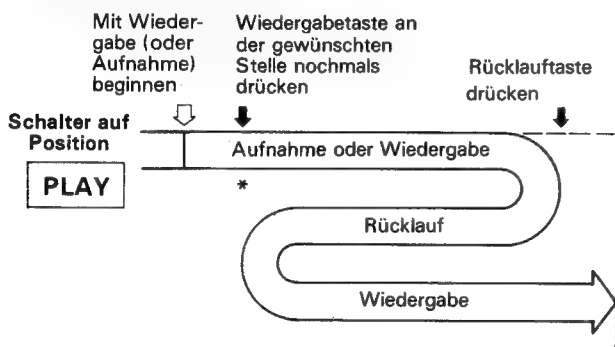 Mit Wieder-
gabe (oder
Aufnahme)
beginnen
Wiedergabetaste an
der gewünschten
Stelle nochmals
drücken
Rücklauftaste
drücken
Schalter auf
Position
PLAY
Aufnahme oder Wiedergabe
*
Rücklauf
Wiedergabe